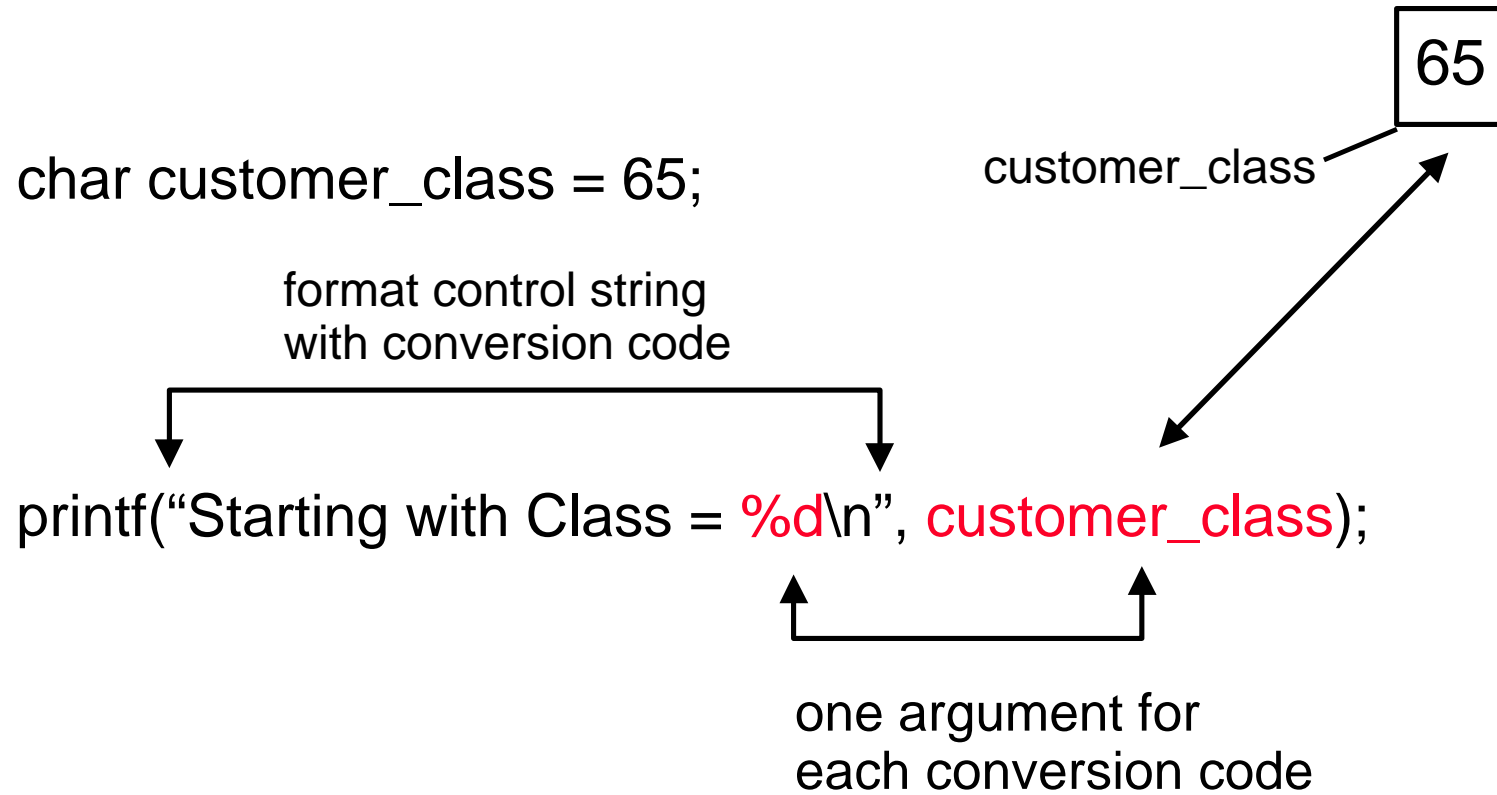 65
customer_class
char customer_class = 65;
format control string
with conversion code
printf(“Starting with Class = %d\n”, customer_class);
one argument for
each conversion code